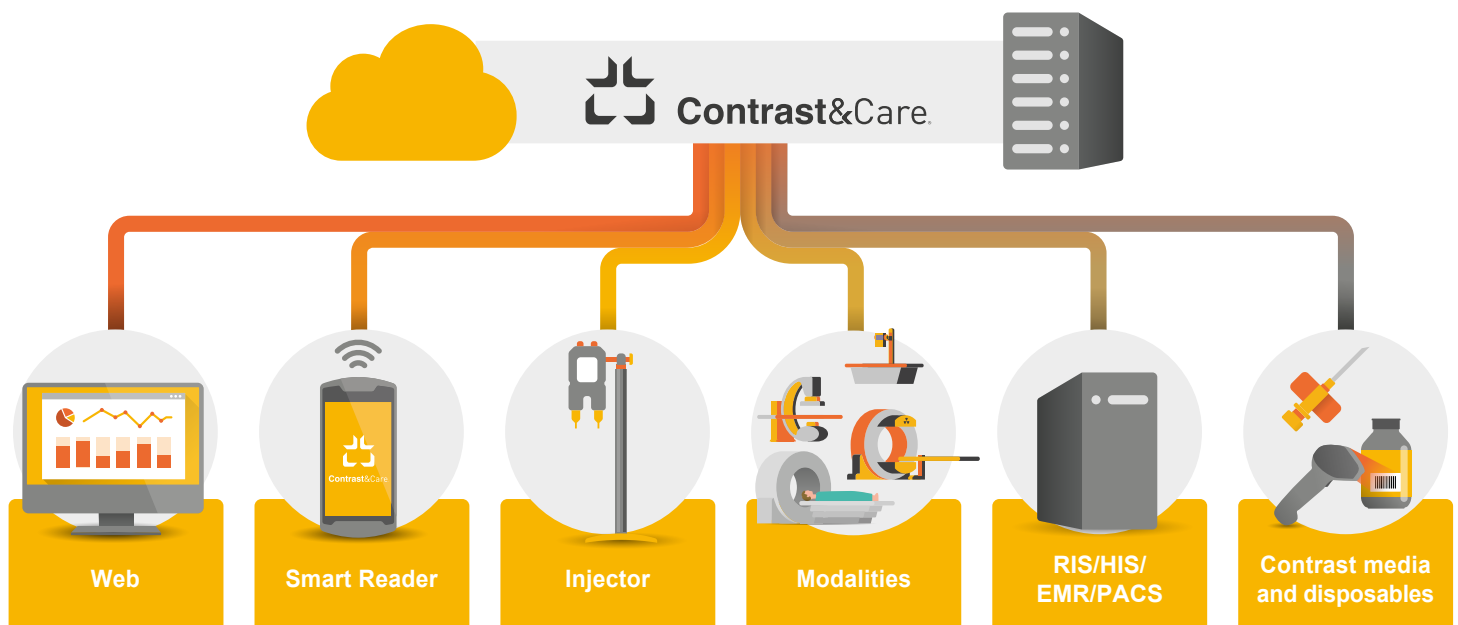 Contrast&Care®
Contrast&Care
Web
Smart Reader
Injector
Modalities
RIS/HIS/
EMR/PACS
Contrast media
and disposables